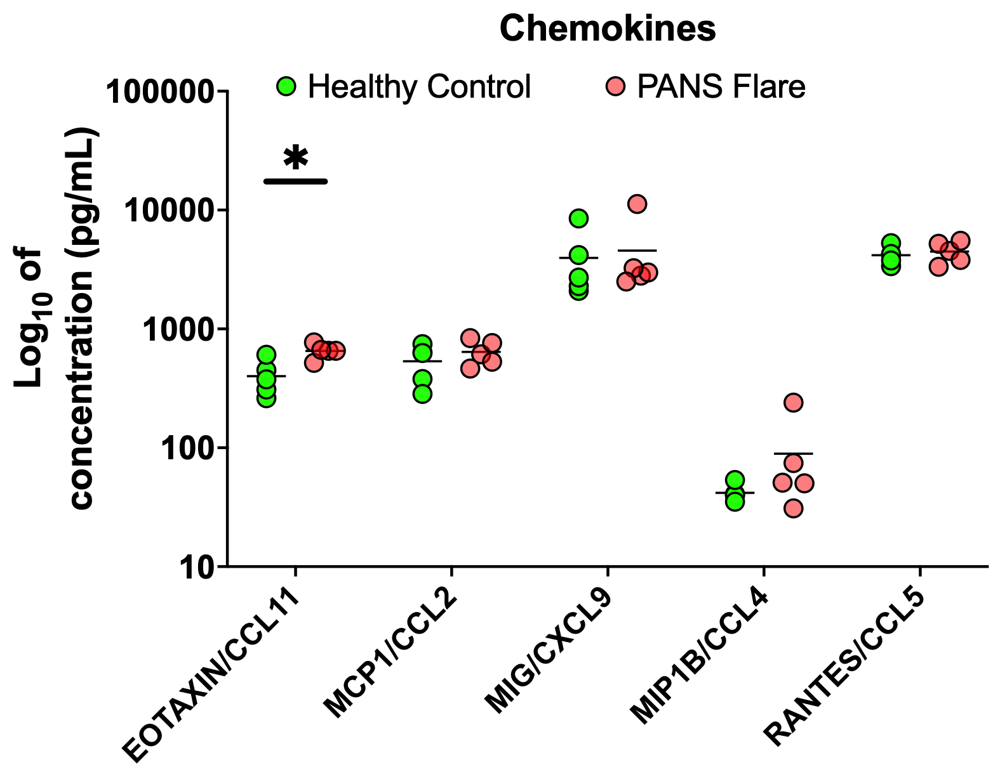 Chemokines
Healthy Control
PANS Flare
Log10 of
concentration (pg/mL)
100000
10000
1000
100
10
*
EOTAXIN/CCL11
MCP1/CCL2
MIG/CXCL9
MIP1B/CCL4
RANTES/CCL5